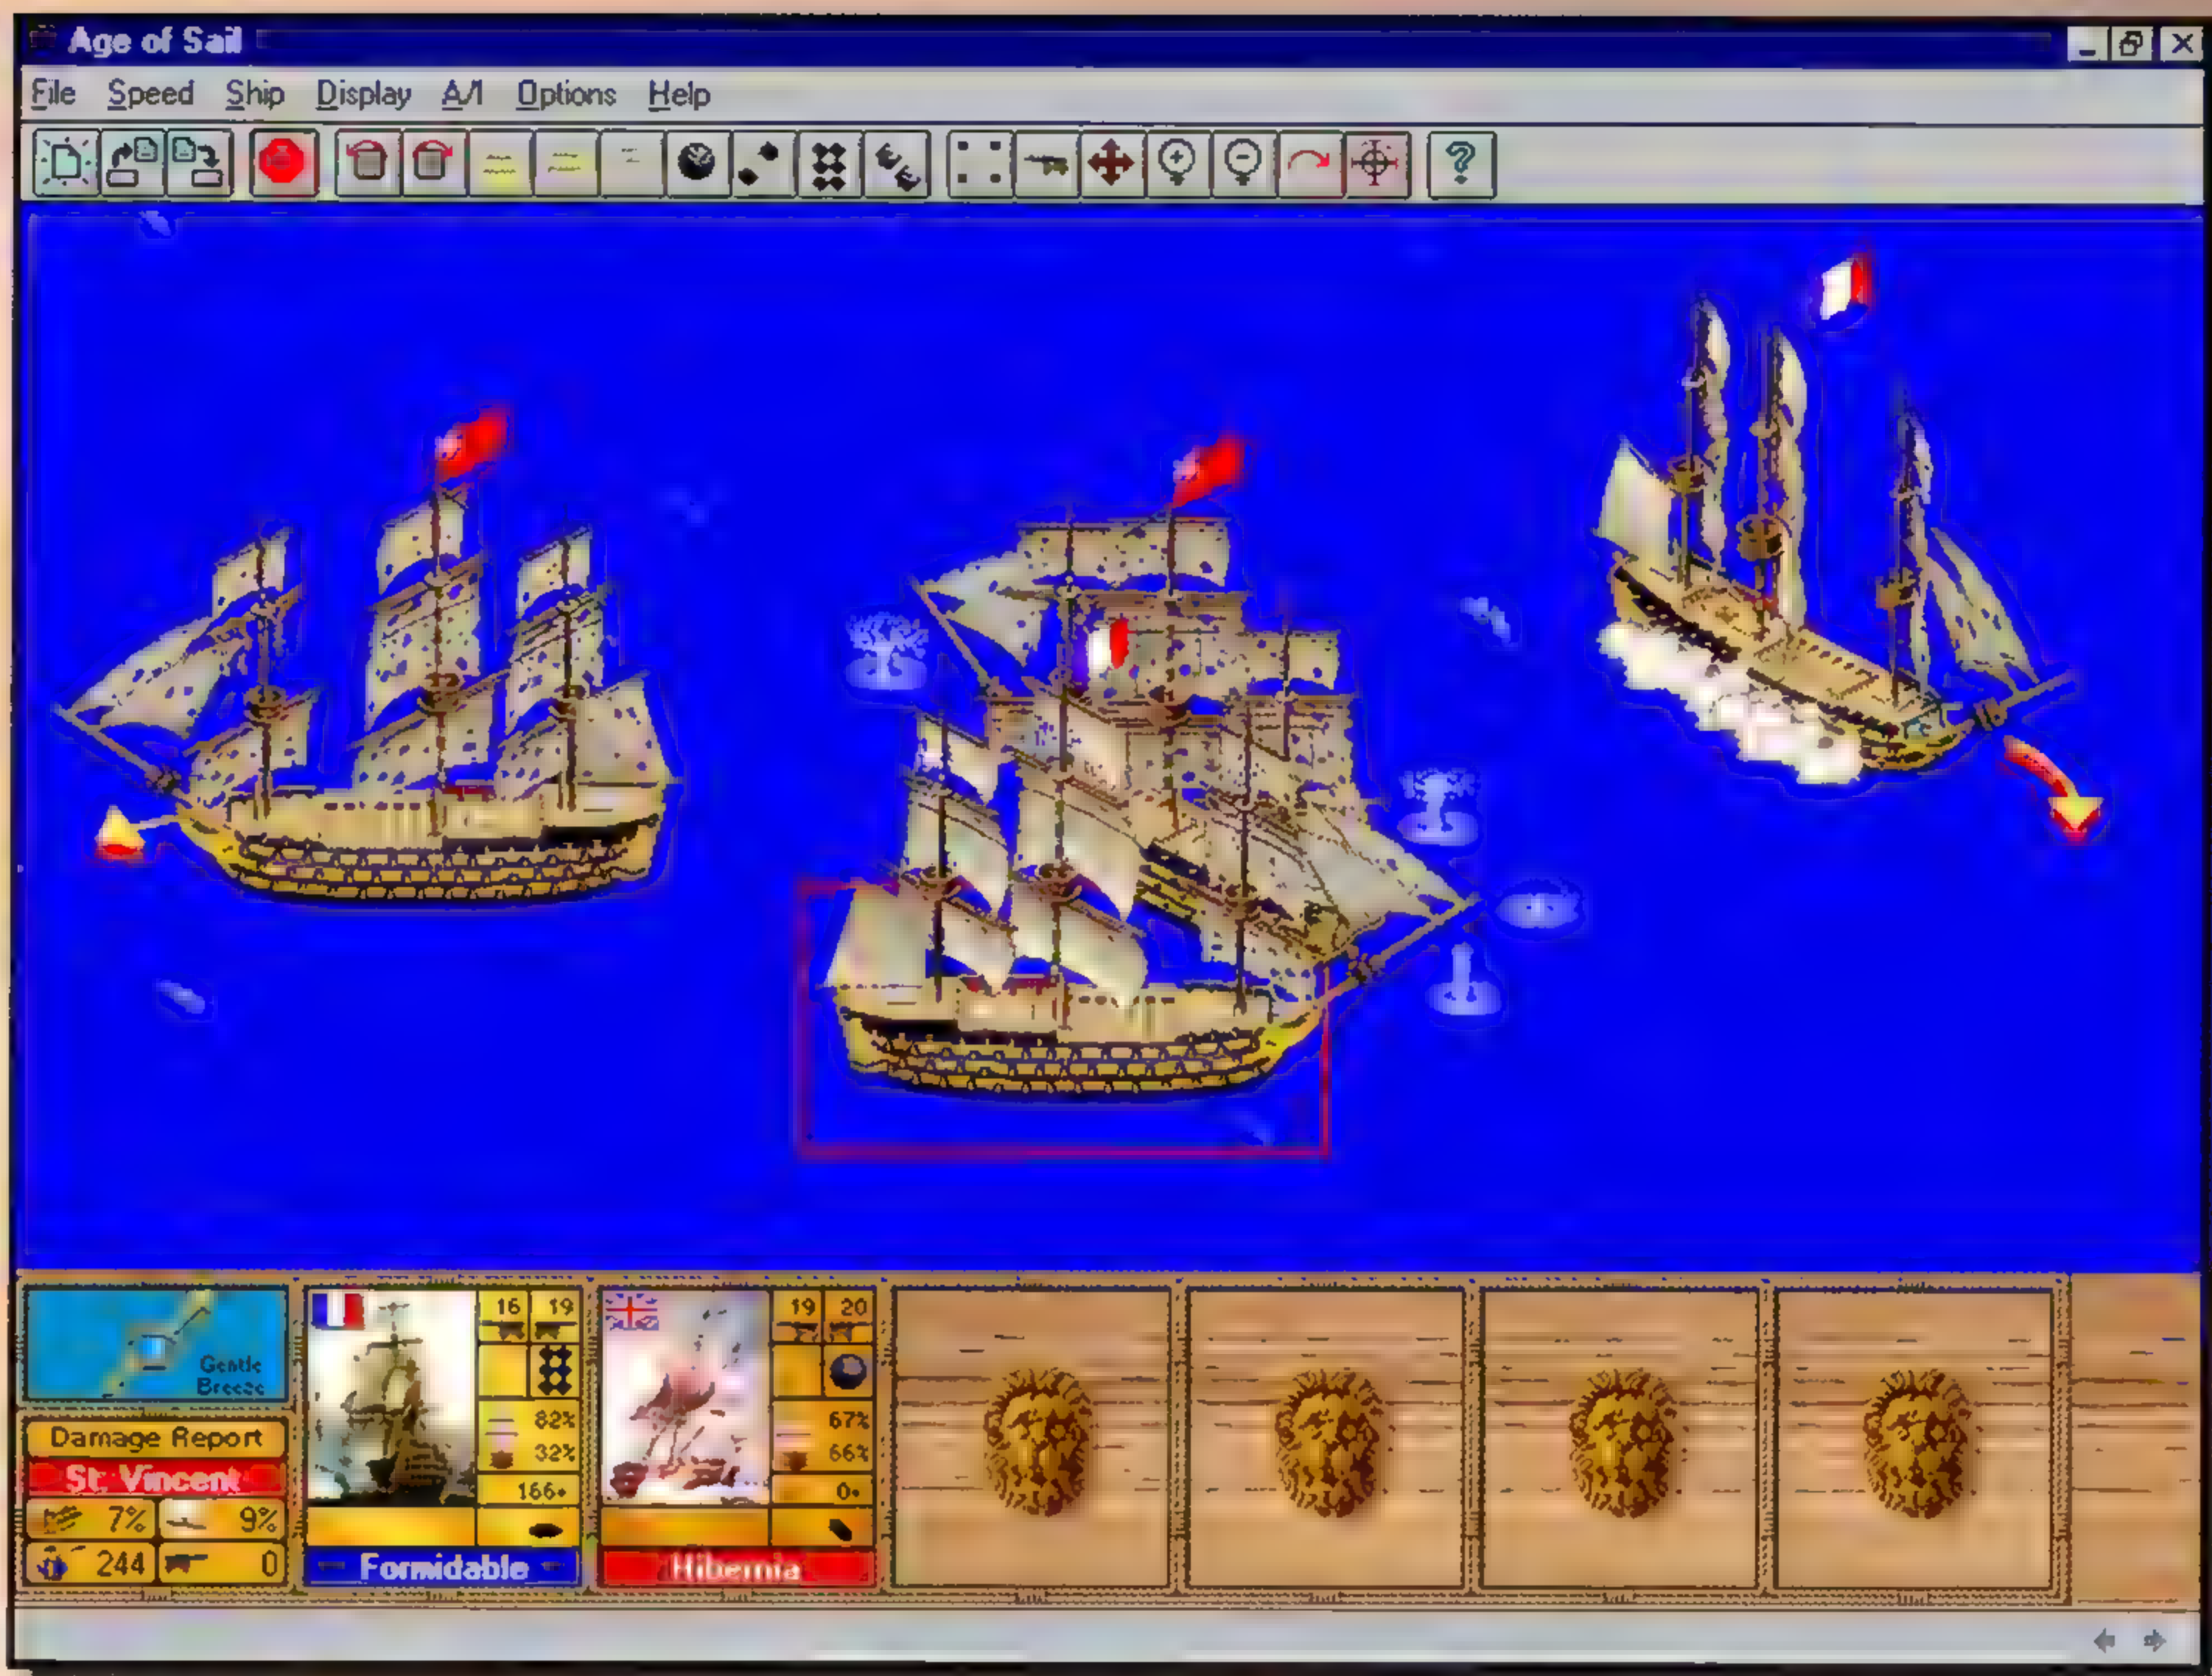 Age of Sail
File Speed Ship Display A/I Options Help
Gentle
Breeze
Damage Report
St. Vincent
7% 9%
244 0
16 19
82%
32%
166
Formidable
19 20
67%
66%
0
Hibernia